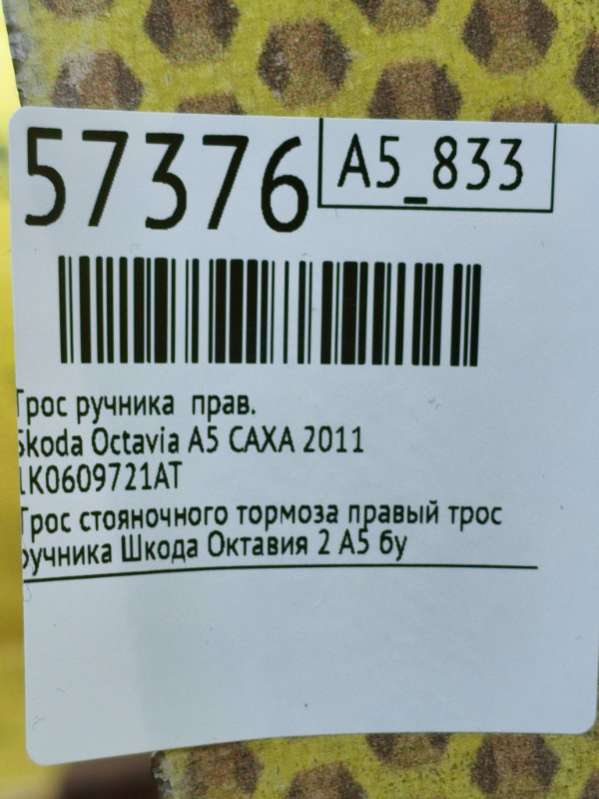 57376
A5_833
Трос ручника прав.
Skoda Octavia A5 CAXA 2011
1K0609721AT
Трос стояночного тормоза правый трос
ручника Шкода Октавия 2 А5 бу